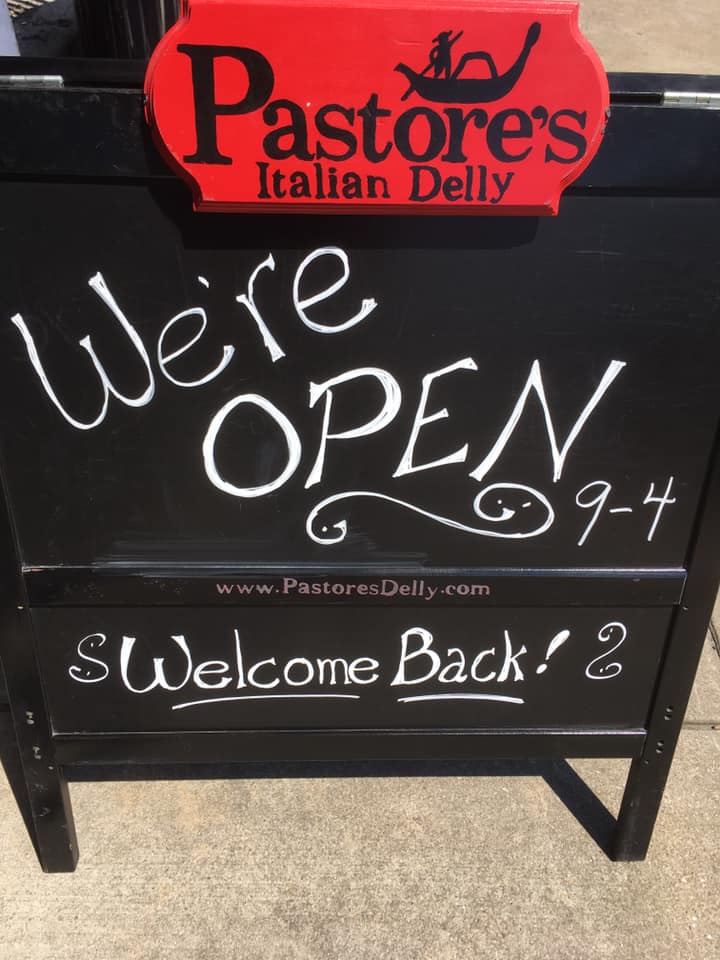 Pastore's
Italian Delly
We're
OPEN
9-4
www.PastoresDelly.com
Welcome Back!